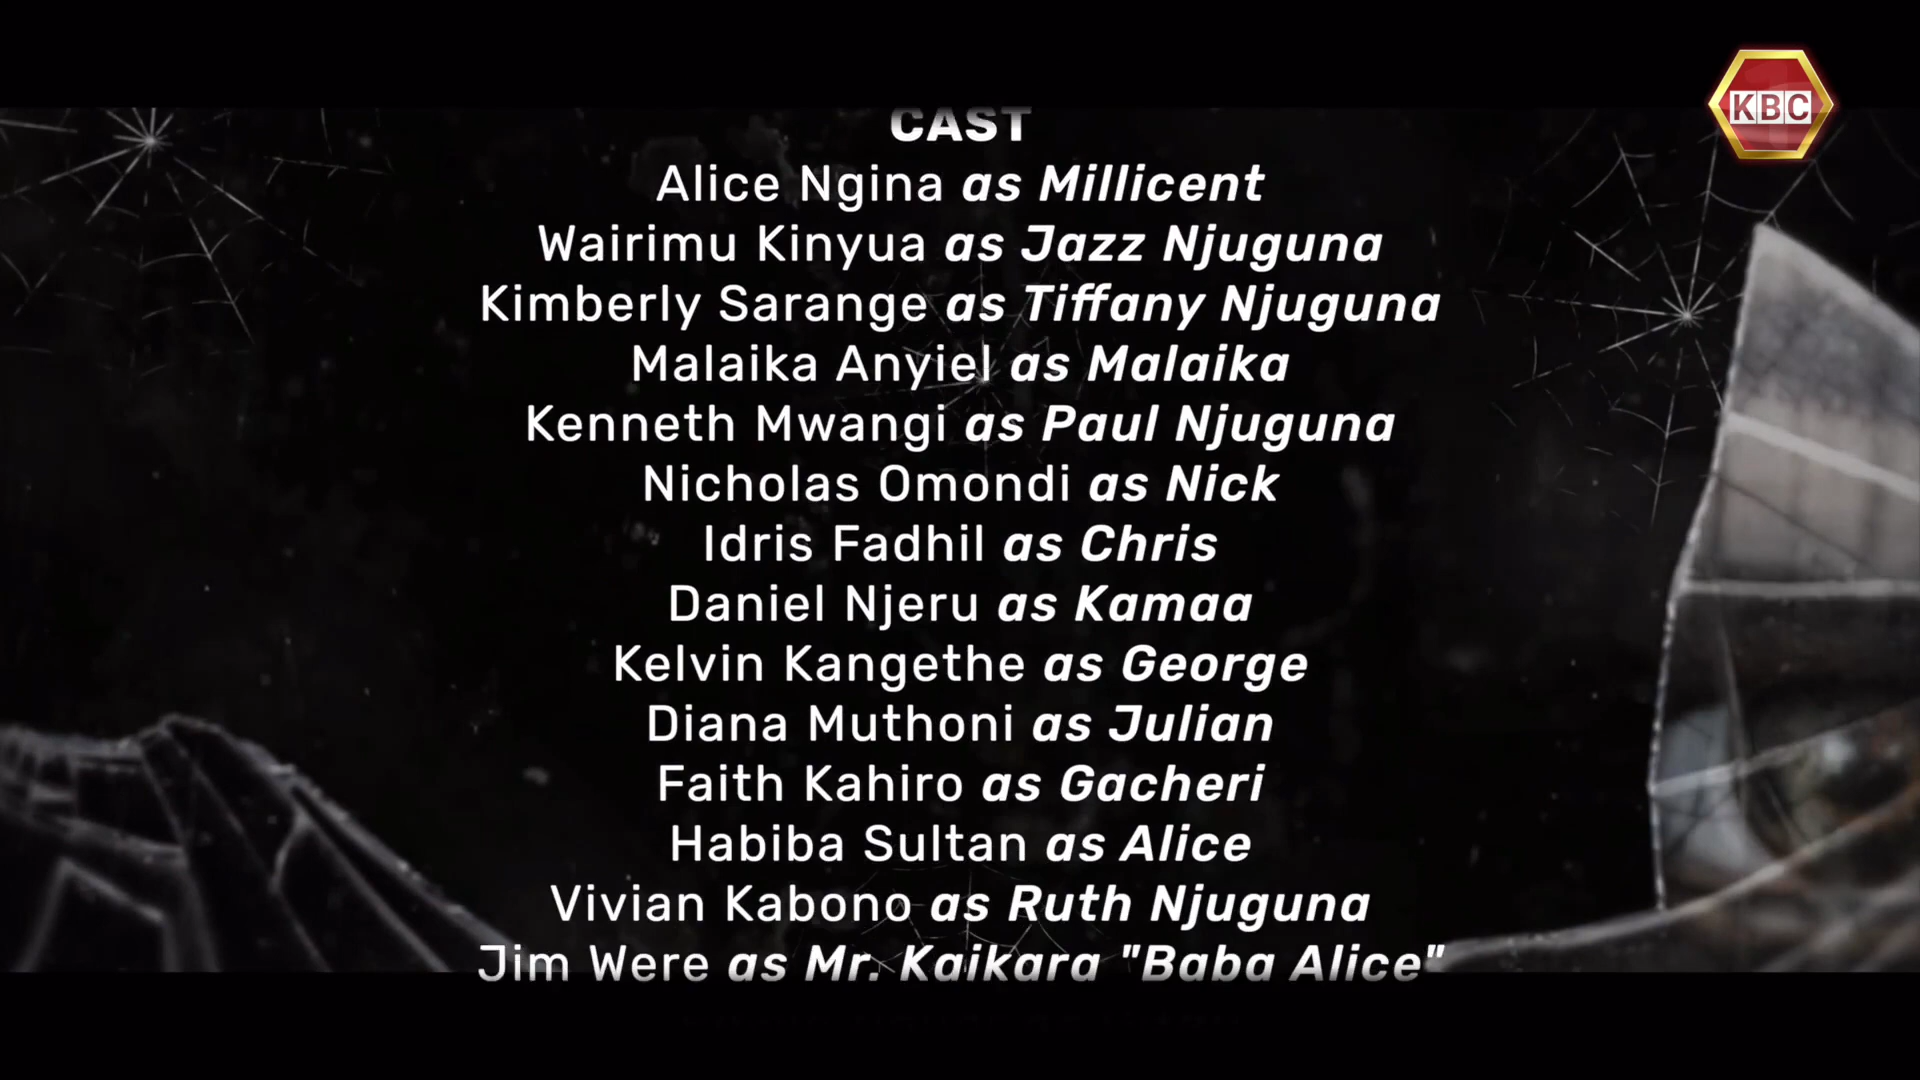 KBC
CAST
Alice Ngina as Millicent
Wairimu Kinyua as Jazz Njuguna
Kimberly Sarange as Tiffany Njuguna
Malaika Anyiel as Malaika
Kenneth Mwangi as Paul Njuguna
Nicholas Omondi as Nick
Idris Fadhil as Chris
Daniel Njeru as Kamaa
Kelvin Kangethe as George
Diana Muthoni as Julian
Faith Kahiro as Gacheri
Habiba Sultan as Alice
Vivian Kabono as Ruth Njuguna
Jim Were as Mr. Kaikara "Baba Alice"